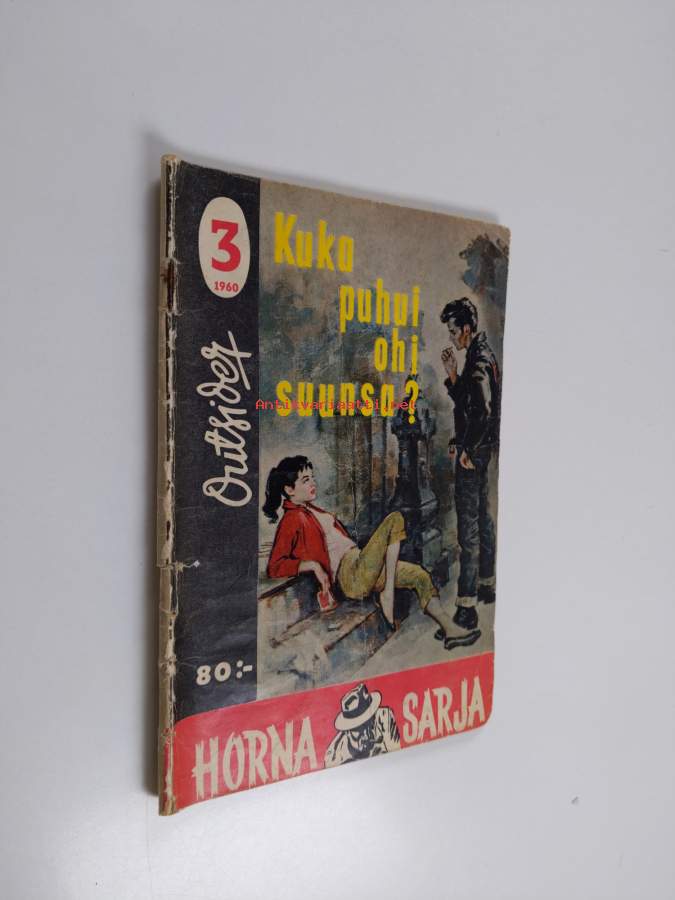 3
1960
Outsider
Kuka
puhui
ohi
suunsa?
Antikvariaatti.net
80:-
HORNA SARJA